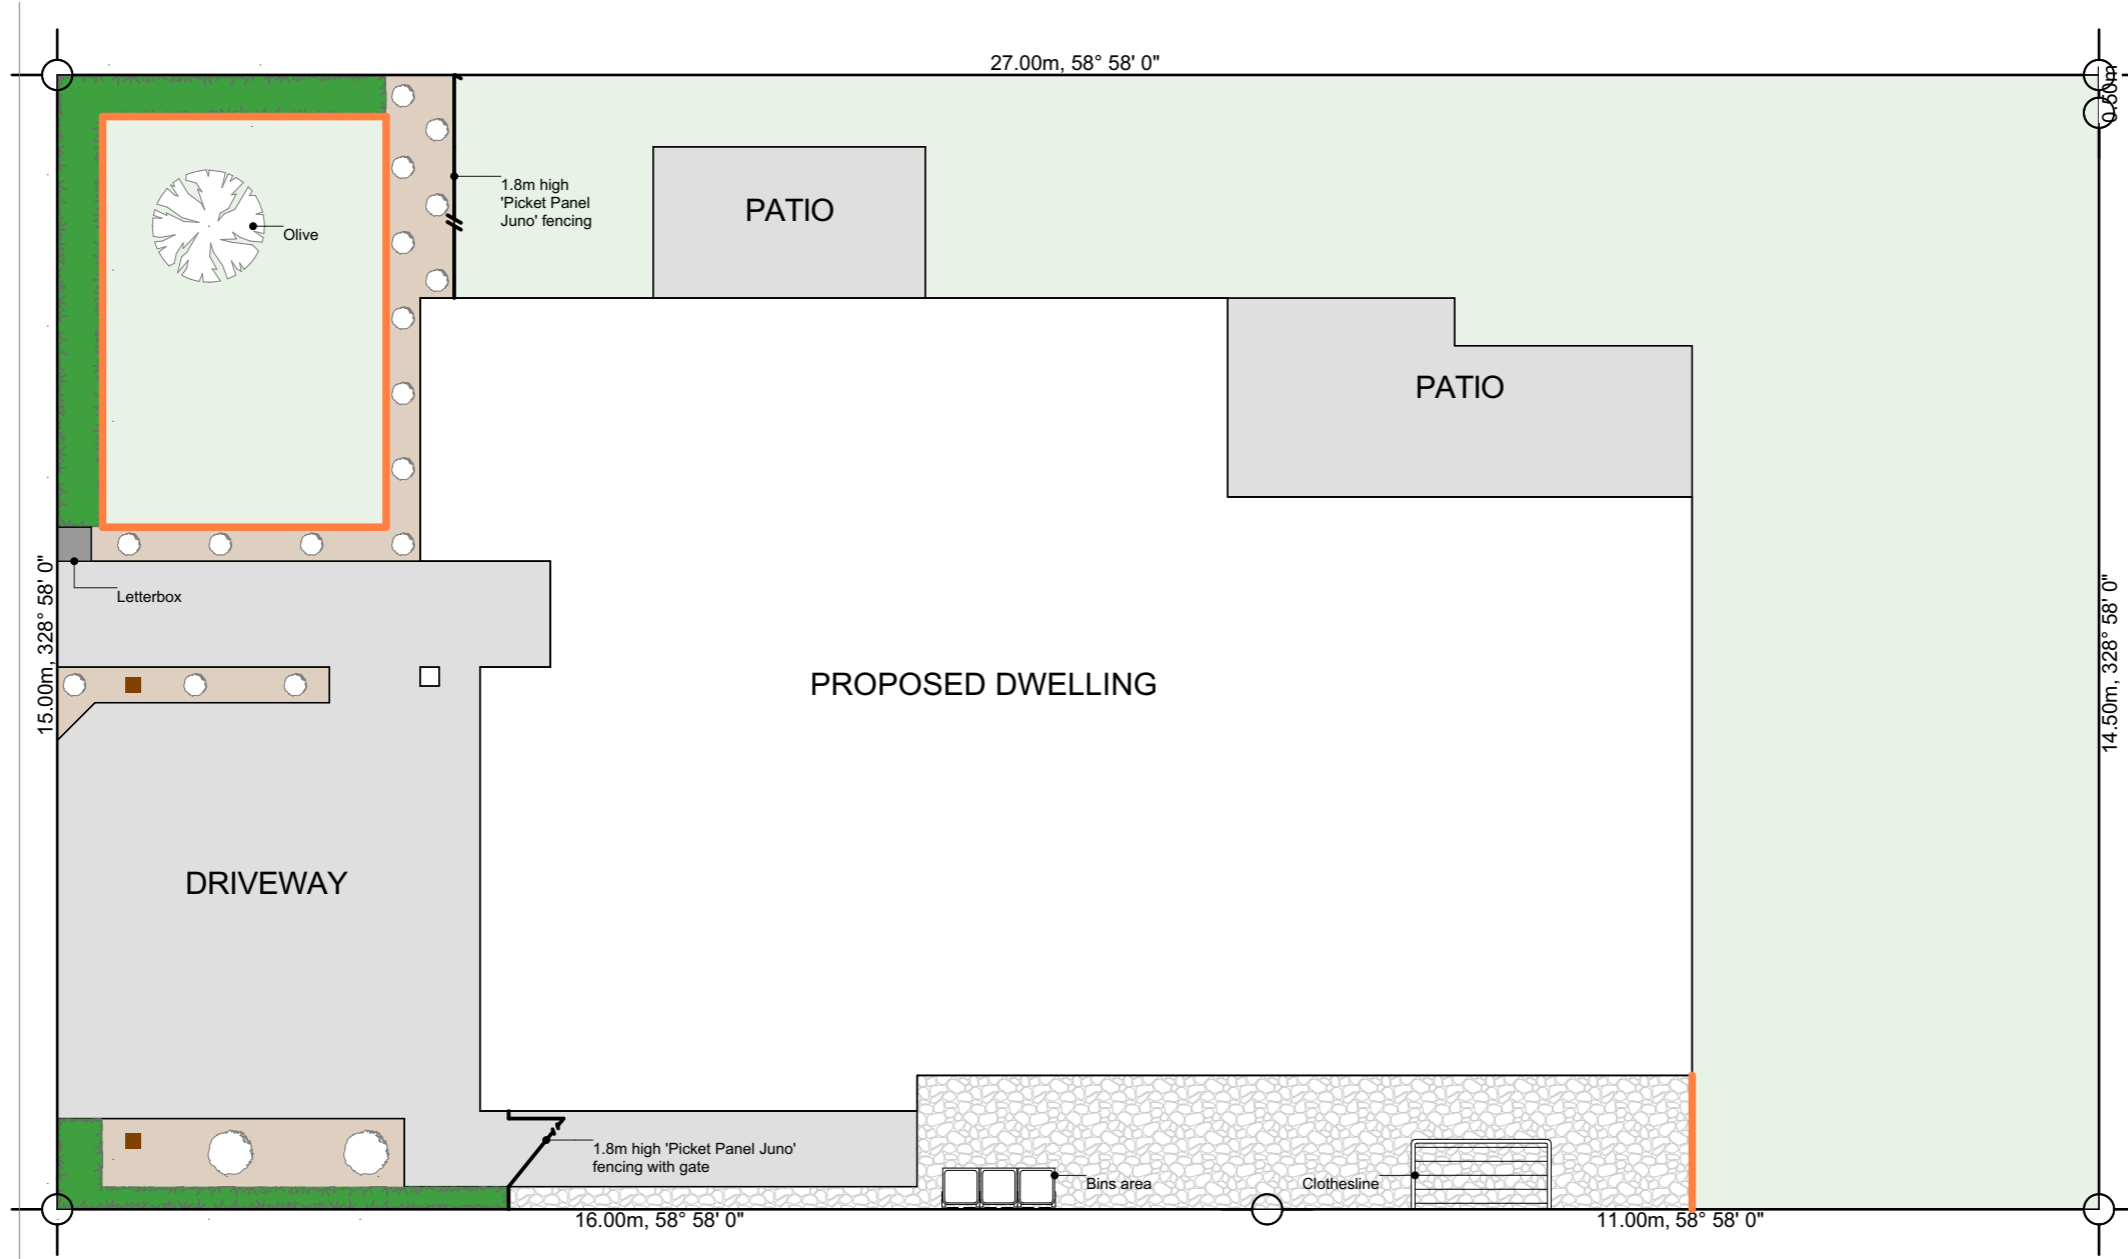 27.00m, 58° 58' 0"
0.50m
1.8m high
'Picket Panel
Juno' fencing
PATIO
Olive
PATIO
Letterbox
15.00m, 328° 58' 0"
14.50m, 328° 58' 0"
PROPOSED DWELLING
DRIVEWAY
1.8m high 'Picket Panel Juno'
fencing with gate
Bins area
Clothesline
16.00m, 58° 58' 0"
11.00m, 58° 58' 0"